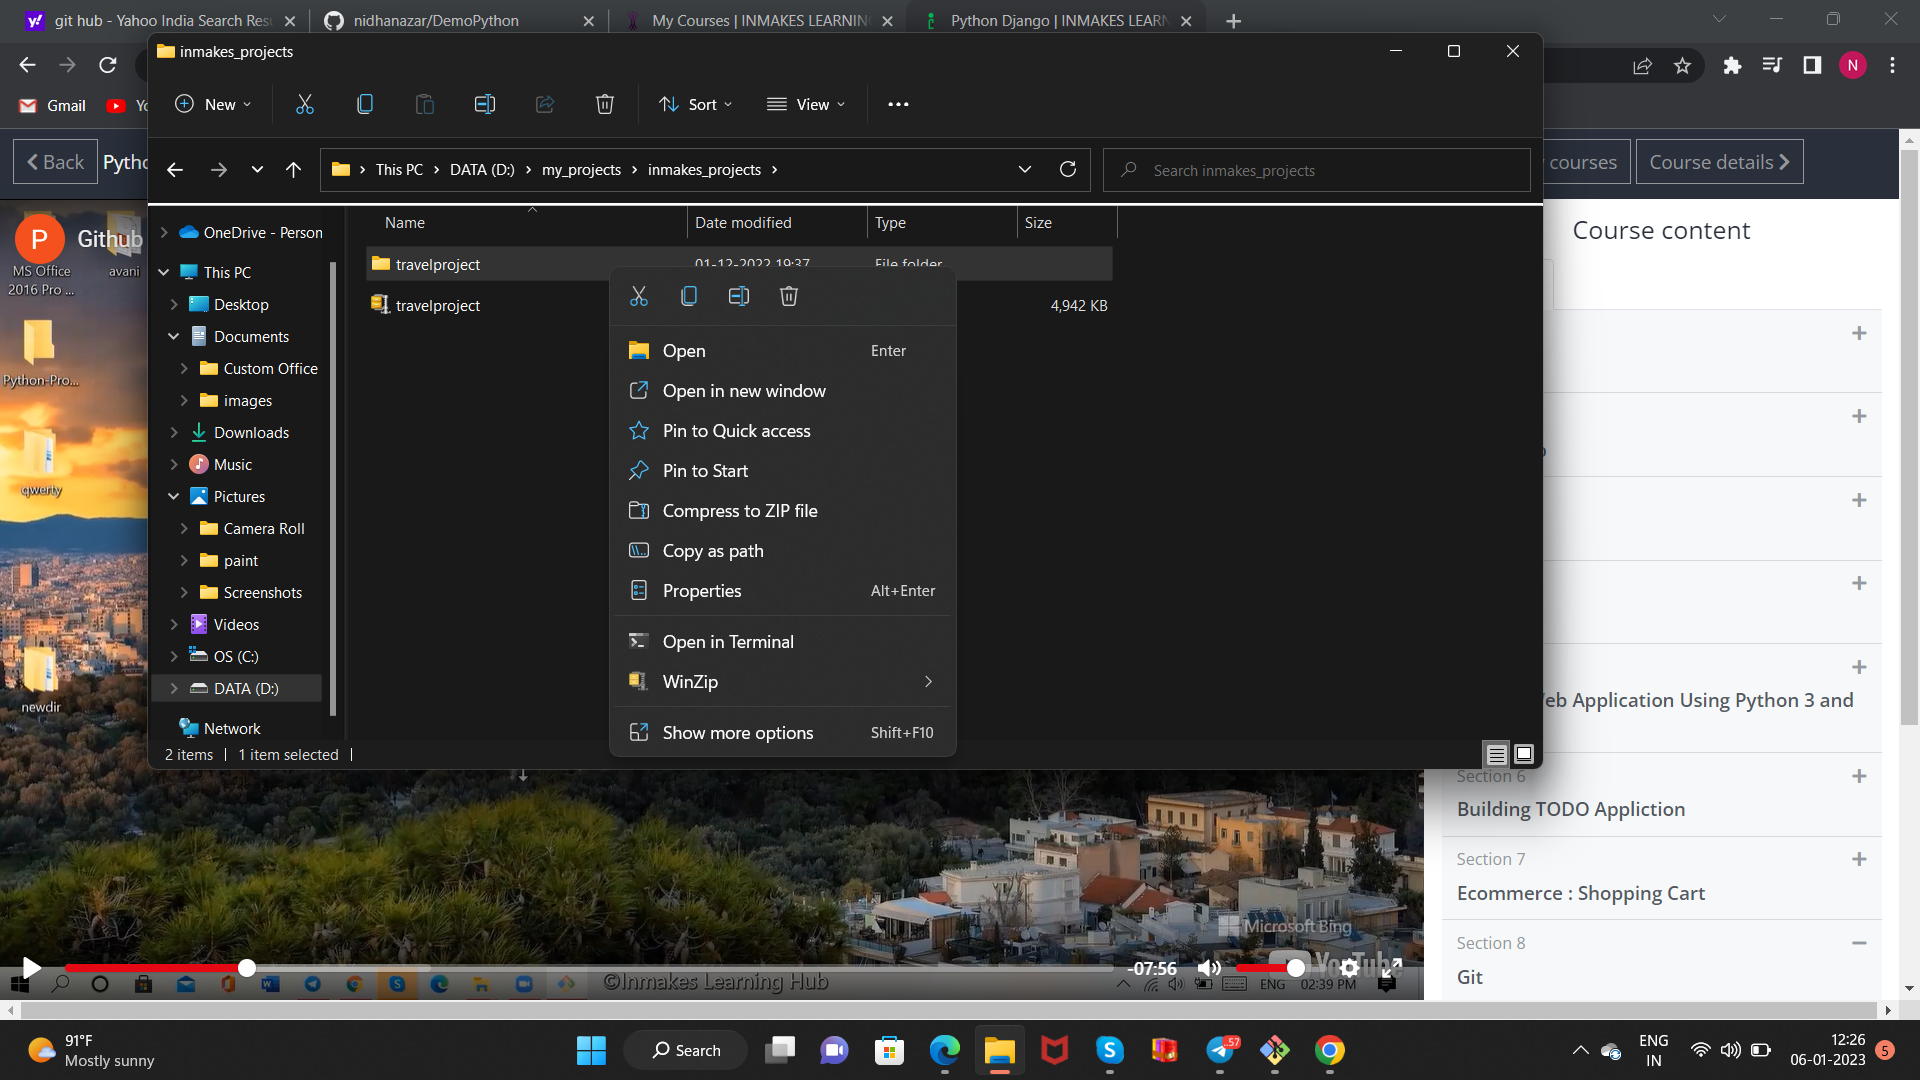 git hub - Yahoo India Search Resu
nidhanazar/DemoPython
My Courses | INMAKES LEARNING
Python Django | INMAKES LEARN
inmakes_projects
N
Gmail
New
Sort
View
Back
This PC
DATA (D:)
my_projects
inmakes_projects
Search inmakes_projects
courses
Course details
Name
Date modified
Type
Size
Course content
P
Github
MS Office
2016 Pro ...
avani
Python-Pro...
qwerty
newdir
OneDrive - Person
This PC
Desktop
Documents
Custom Office
images
Downloads
Music
Pictures
Camera Roll
paint
Screenshots
Videos
OS (C:)
DATA (D:)
Network
travelproject
01-12-2022 19:37
File folder
travelproject
4,942 KB
Open Enter
Open in new window
Pin to Quick access
Pin to Start
Compress to ZIP file
Copy as path
Properties Alt+Enter
Open in Terminal
WinZip
Show more options Shift+F10
2 items
1 item selected
eb Application Using Python 3 and
Section 6
Building TODO Appliction
Section 7
Ecommerce : Shopping Cart
Section 8
Git
Microsoft Bing
-07:56
YouTube
©Inmakes Learning Hub
ENG 02:39 PM
91°F
Mostly sunny
Search
57
ENG
IN
12:26
06-01-2023
5